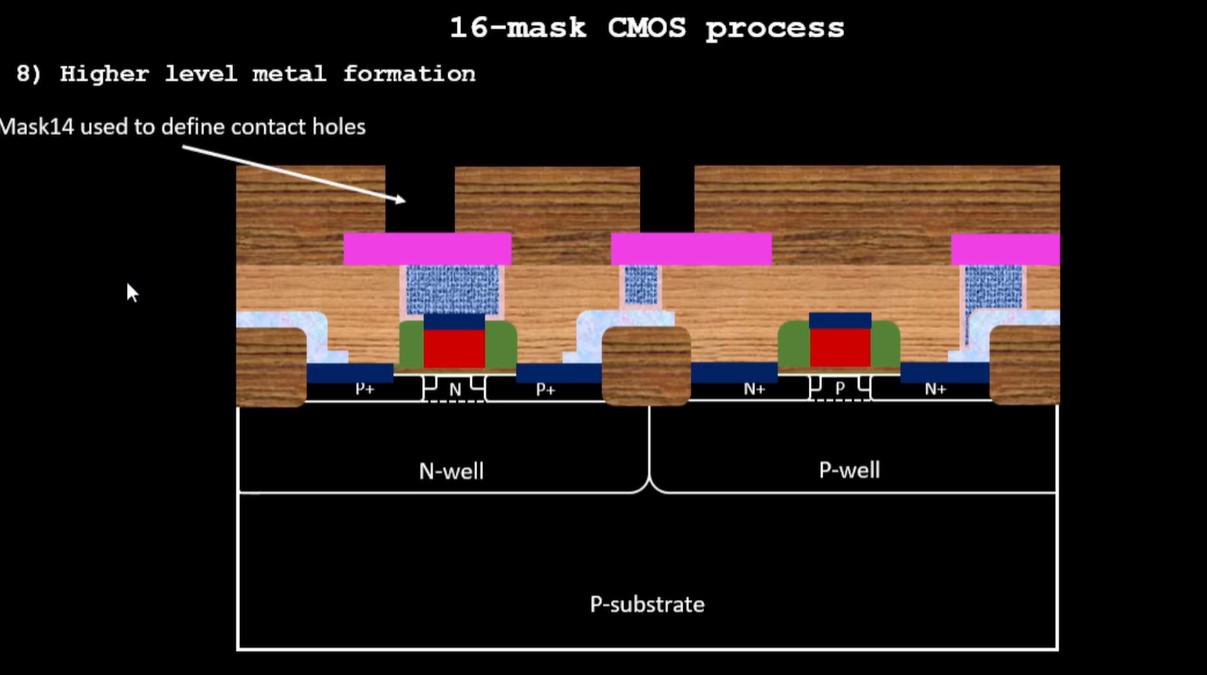 16-mask CMOS process
8) Higher level metal formation
Mask14 used to define contact holes
P+
N
P+
N+
P
N+
N-well
P-well
P-substrate